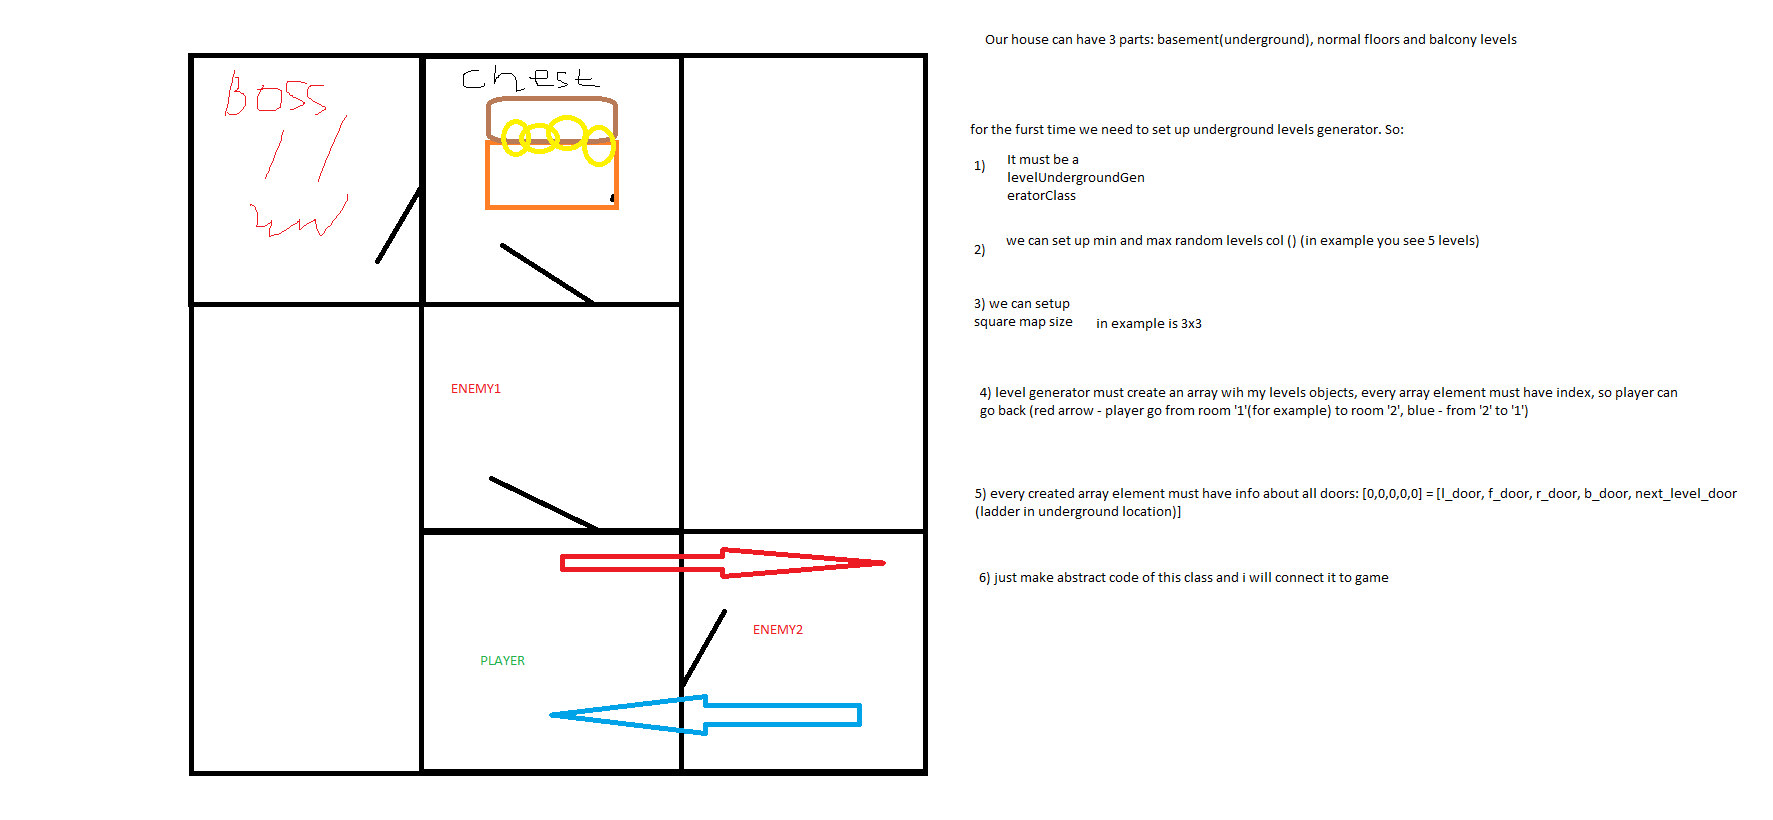 Our house can have 3 parts: basement(underground), normal floors and balcony levels
BOSS
chest
for the furst time we need to set up underground levels generator. So:
1) It must be a
levelUndergroundGen
eratorClass
2) we can set up min and max random levels col () (in example you see 5 levels)
3) we can setup
square map size in example is 3x3
ENEMY1
4) level generator must create an array wih my levels objects, every array element must have index, so player can
go back (red arrow - player go from room '1'(for example) to room '2', blue - from '2' to '1')
5) every created array element must have info about all doors: [0,0,0,0,0] = [l_door, f_door, r_door, b_door, next_level_door
(ladder in underground location)]
6) just make abstract code of this class and i will connect it to game
ENEMY2
PLAYER